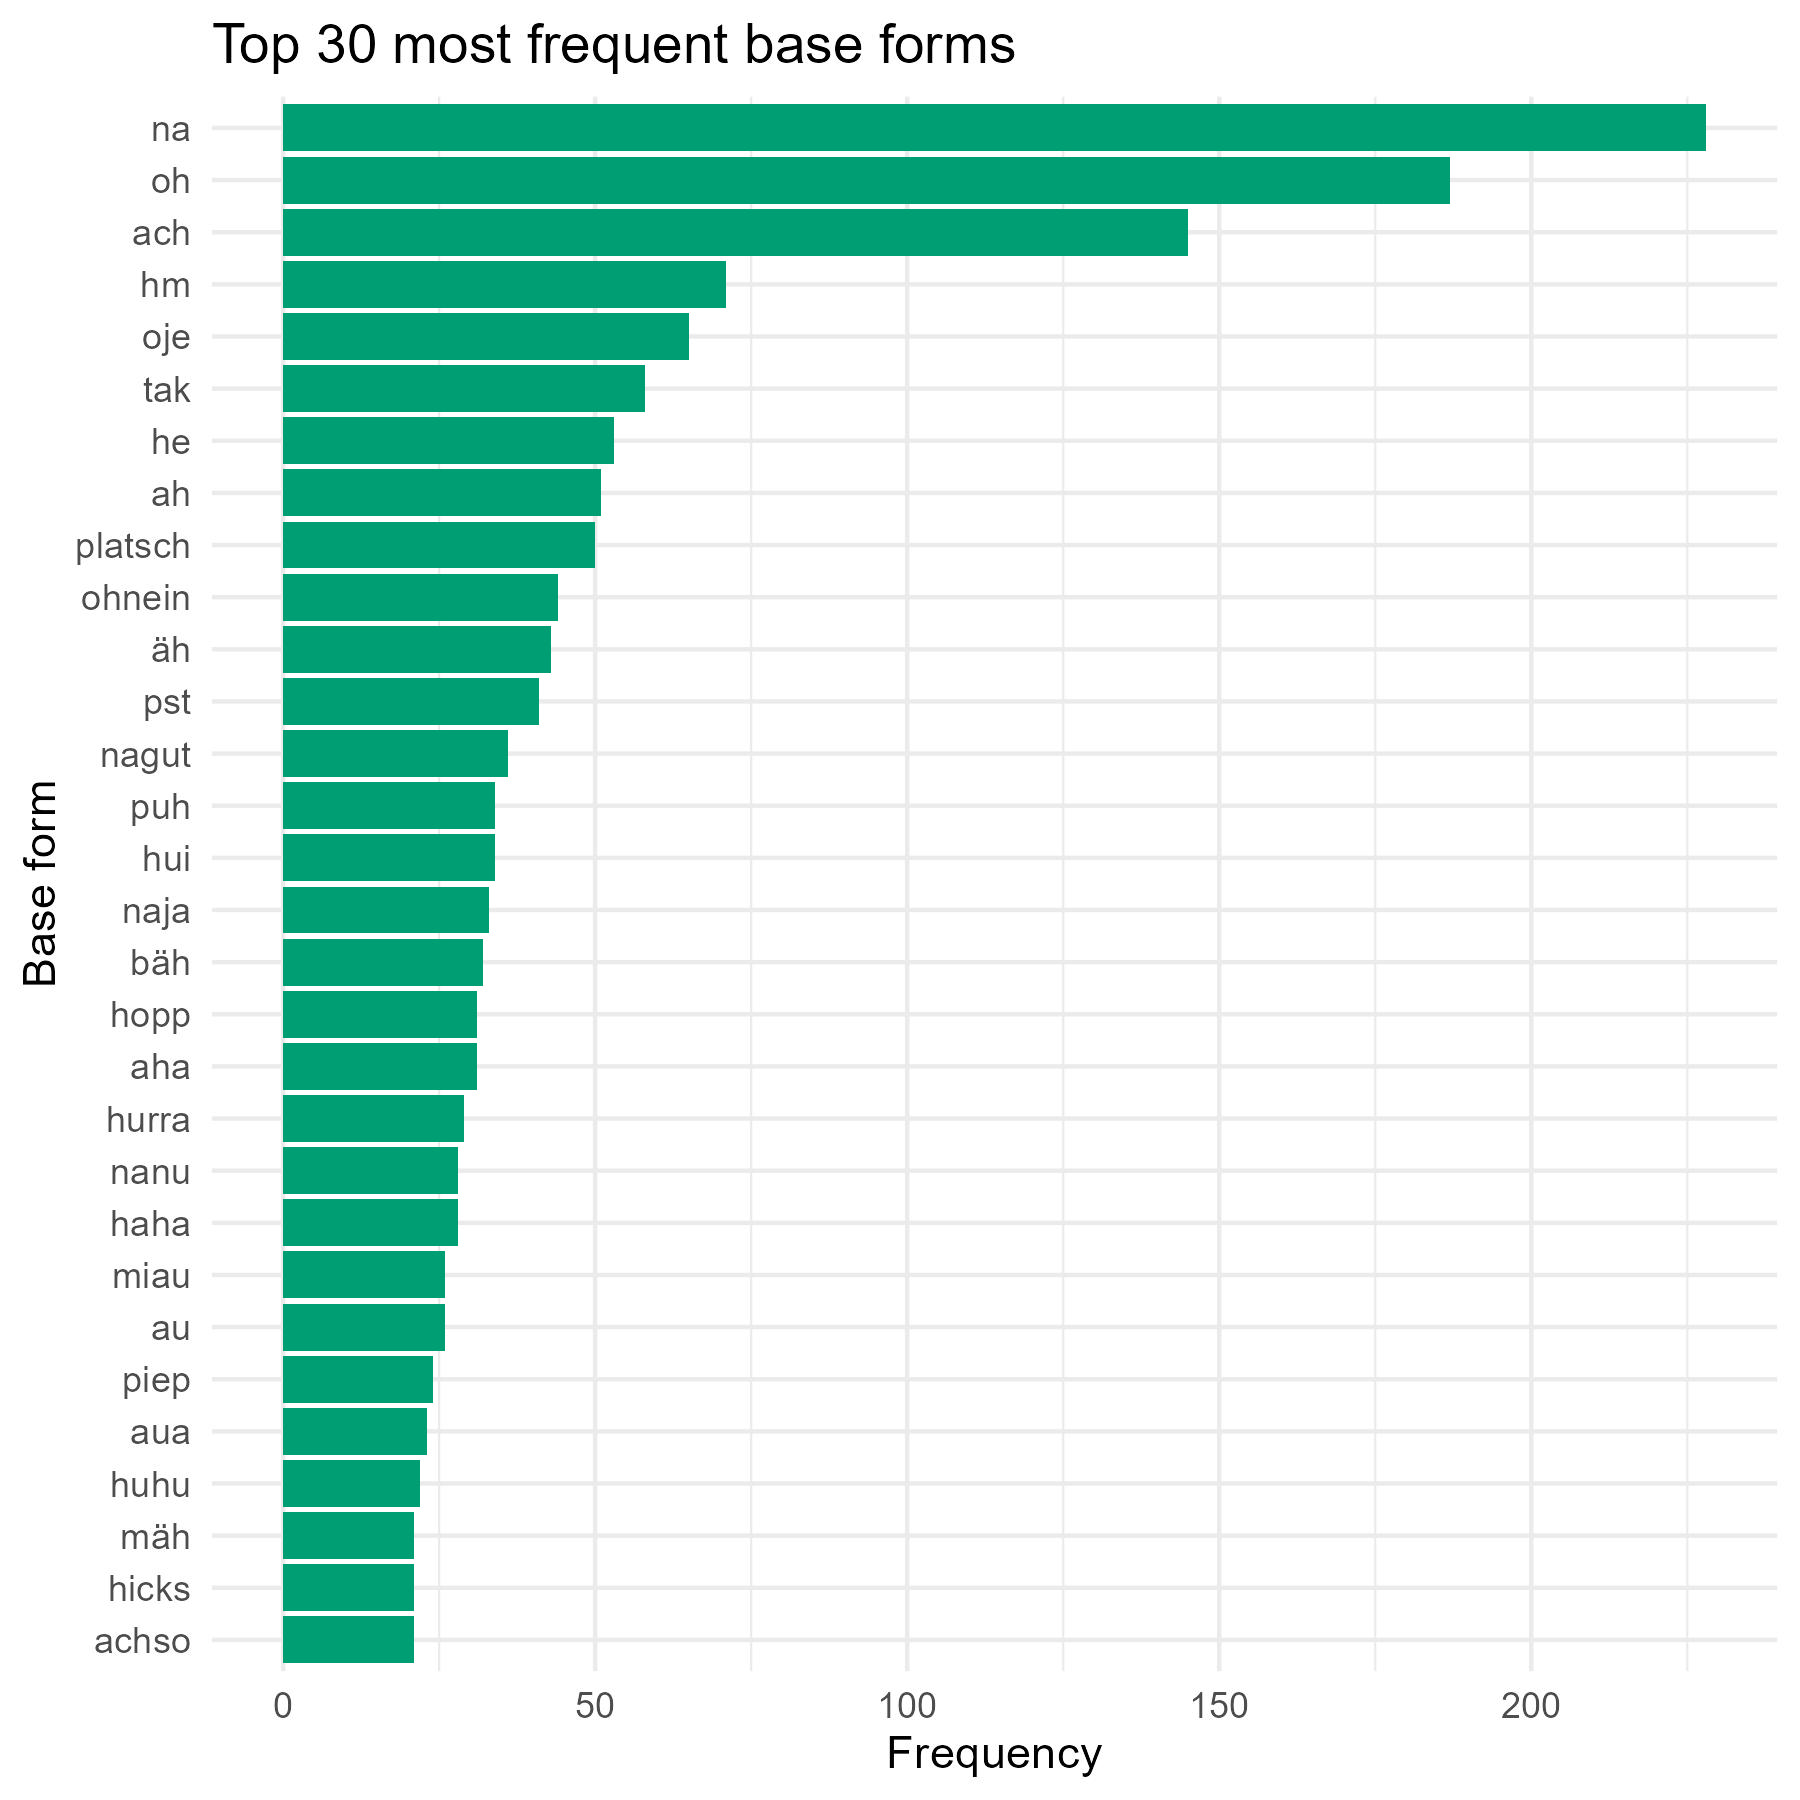 Top 30 most frequent base forms
na
oh
ach
hm
oje
tak
he
ah
platsch
ohnein
äh
pst
nagut
puh
hui
naja
bäh
hopp
aha
hurra
nanu
haha
miau
au
piep
aua
huhu
mäh
hicks
achso
Base form
0 50 100 150 200
Frequency